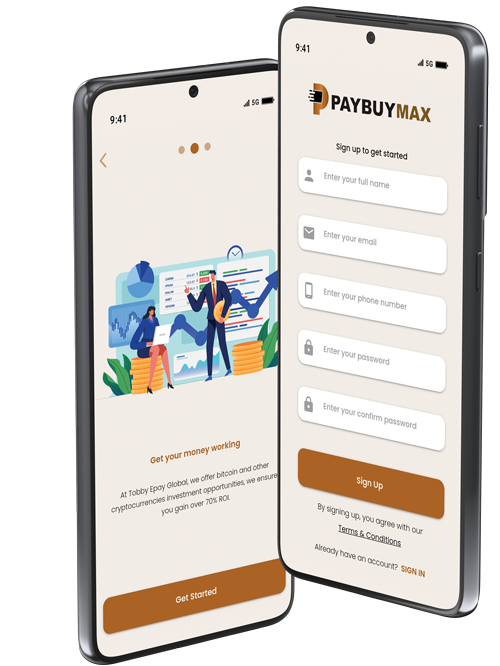 9:41
5G
Get your money working
At Tobby Epay Global, we offer bitcoin and other
cryptocurrencies investment opportunities, we ensure
you gain over 70% ROI.
Get Started
9:41
5G
PAYBUYMAX
Sign up to get started
Enter your full name
Enter your email
Enter your phone number
Enter your password
Enter your confirm password
Sign Up
By signing up, you agree with our
Terms & Conditions
Already have an account? SIGN IN